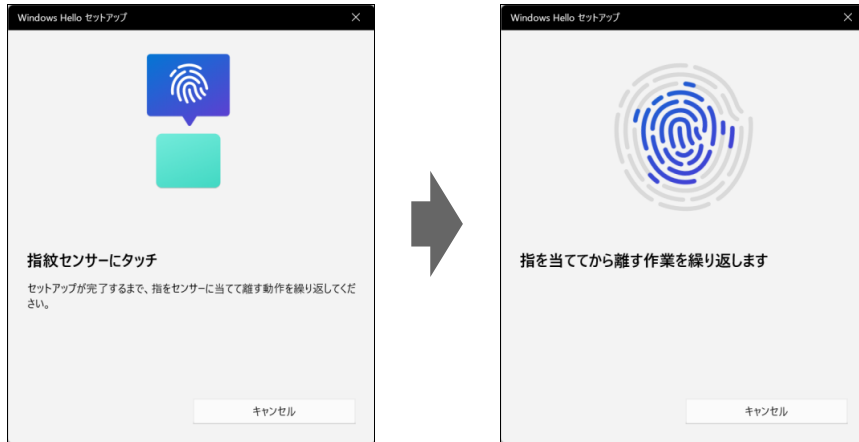 Windows Hello セットアップ
指紋センサーにタッチ
セットアップが完了するまで、指をセンサーに当てて離す動作を繰り返してくだ
さい。
キャンセル
Windows Hello セットアップ
指を当ててから離す作業を繰り返します
キャンセル